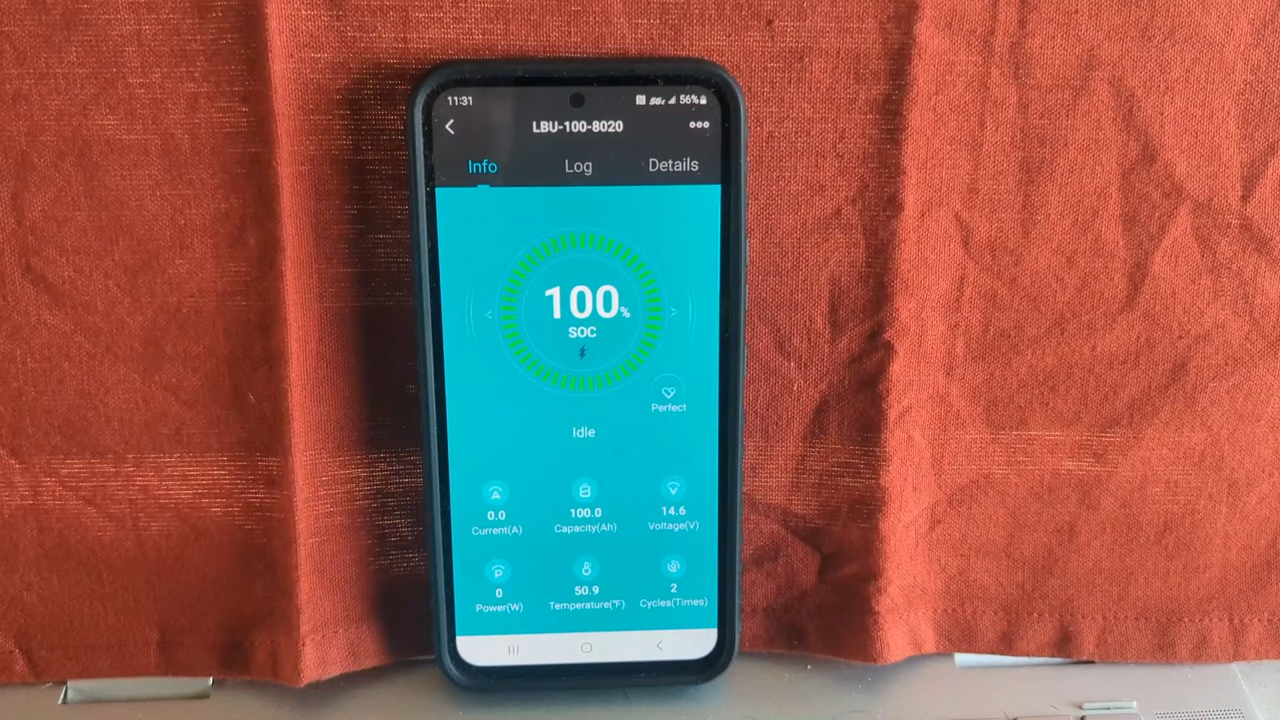 11:31 5G 56%
LBU-100-8020
Info Log Details
100%
SOC
Perfect
Idle
0.0 100.0 14.6
Current(A) Capacity(Ah) Voltage(V)
0 50.9 2
Power(W) Temperature(°F) Cycles(Times)